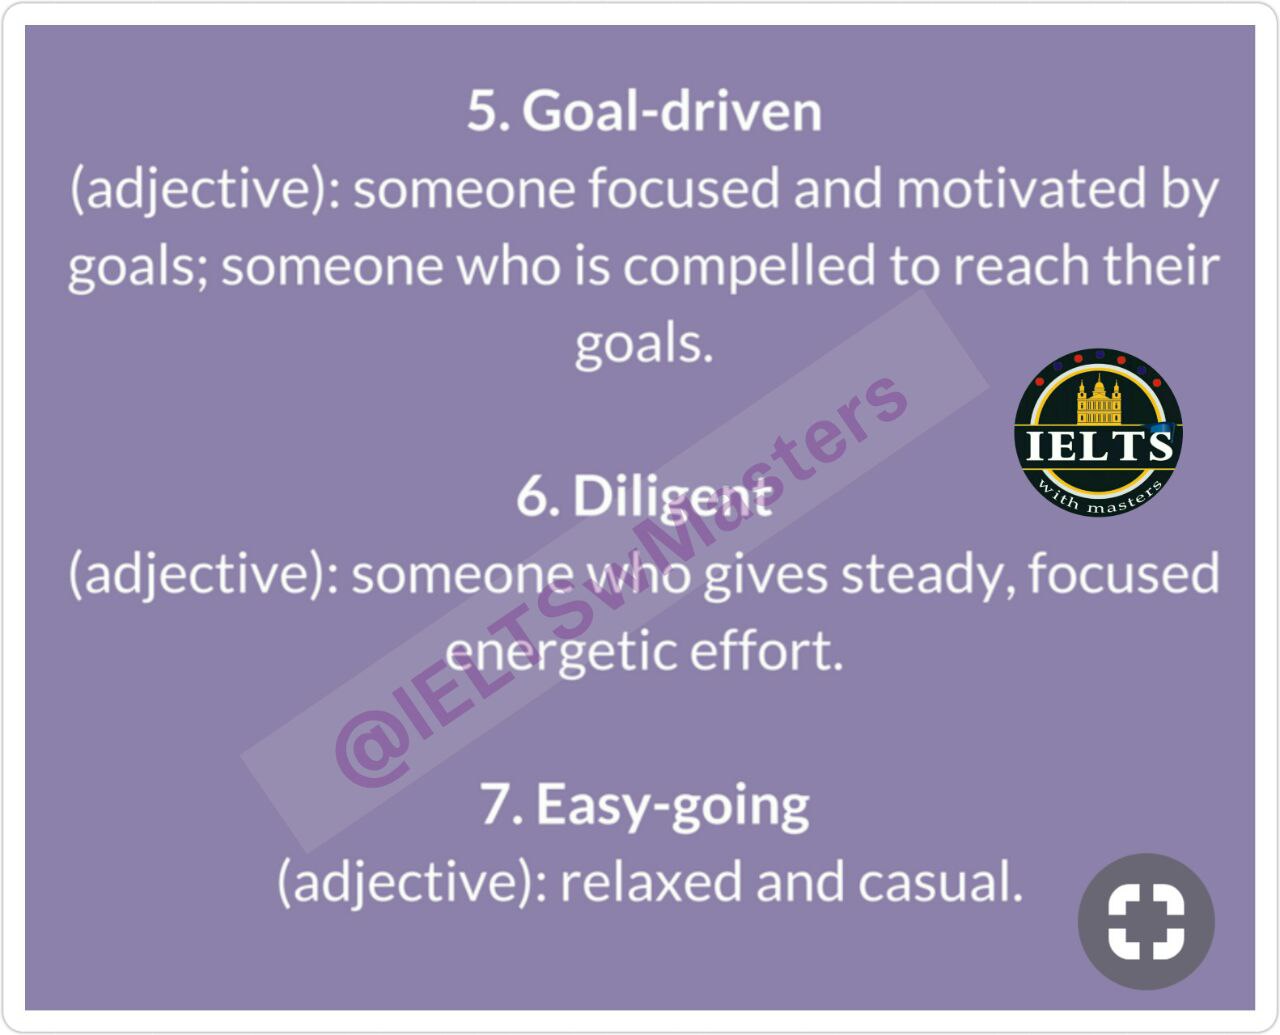 5. Goal-driven
(adjective): someone focused and motivated by
goals; someone who is compelled to reach their
goals.
IELTS
with masters
6. Diligent
(adjective): someone who gives steady, focused
energetic effort.
@IELTSwMasters
7. Easy-going
(adjective): relaxed and casual.